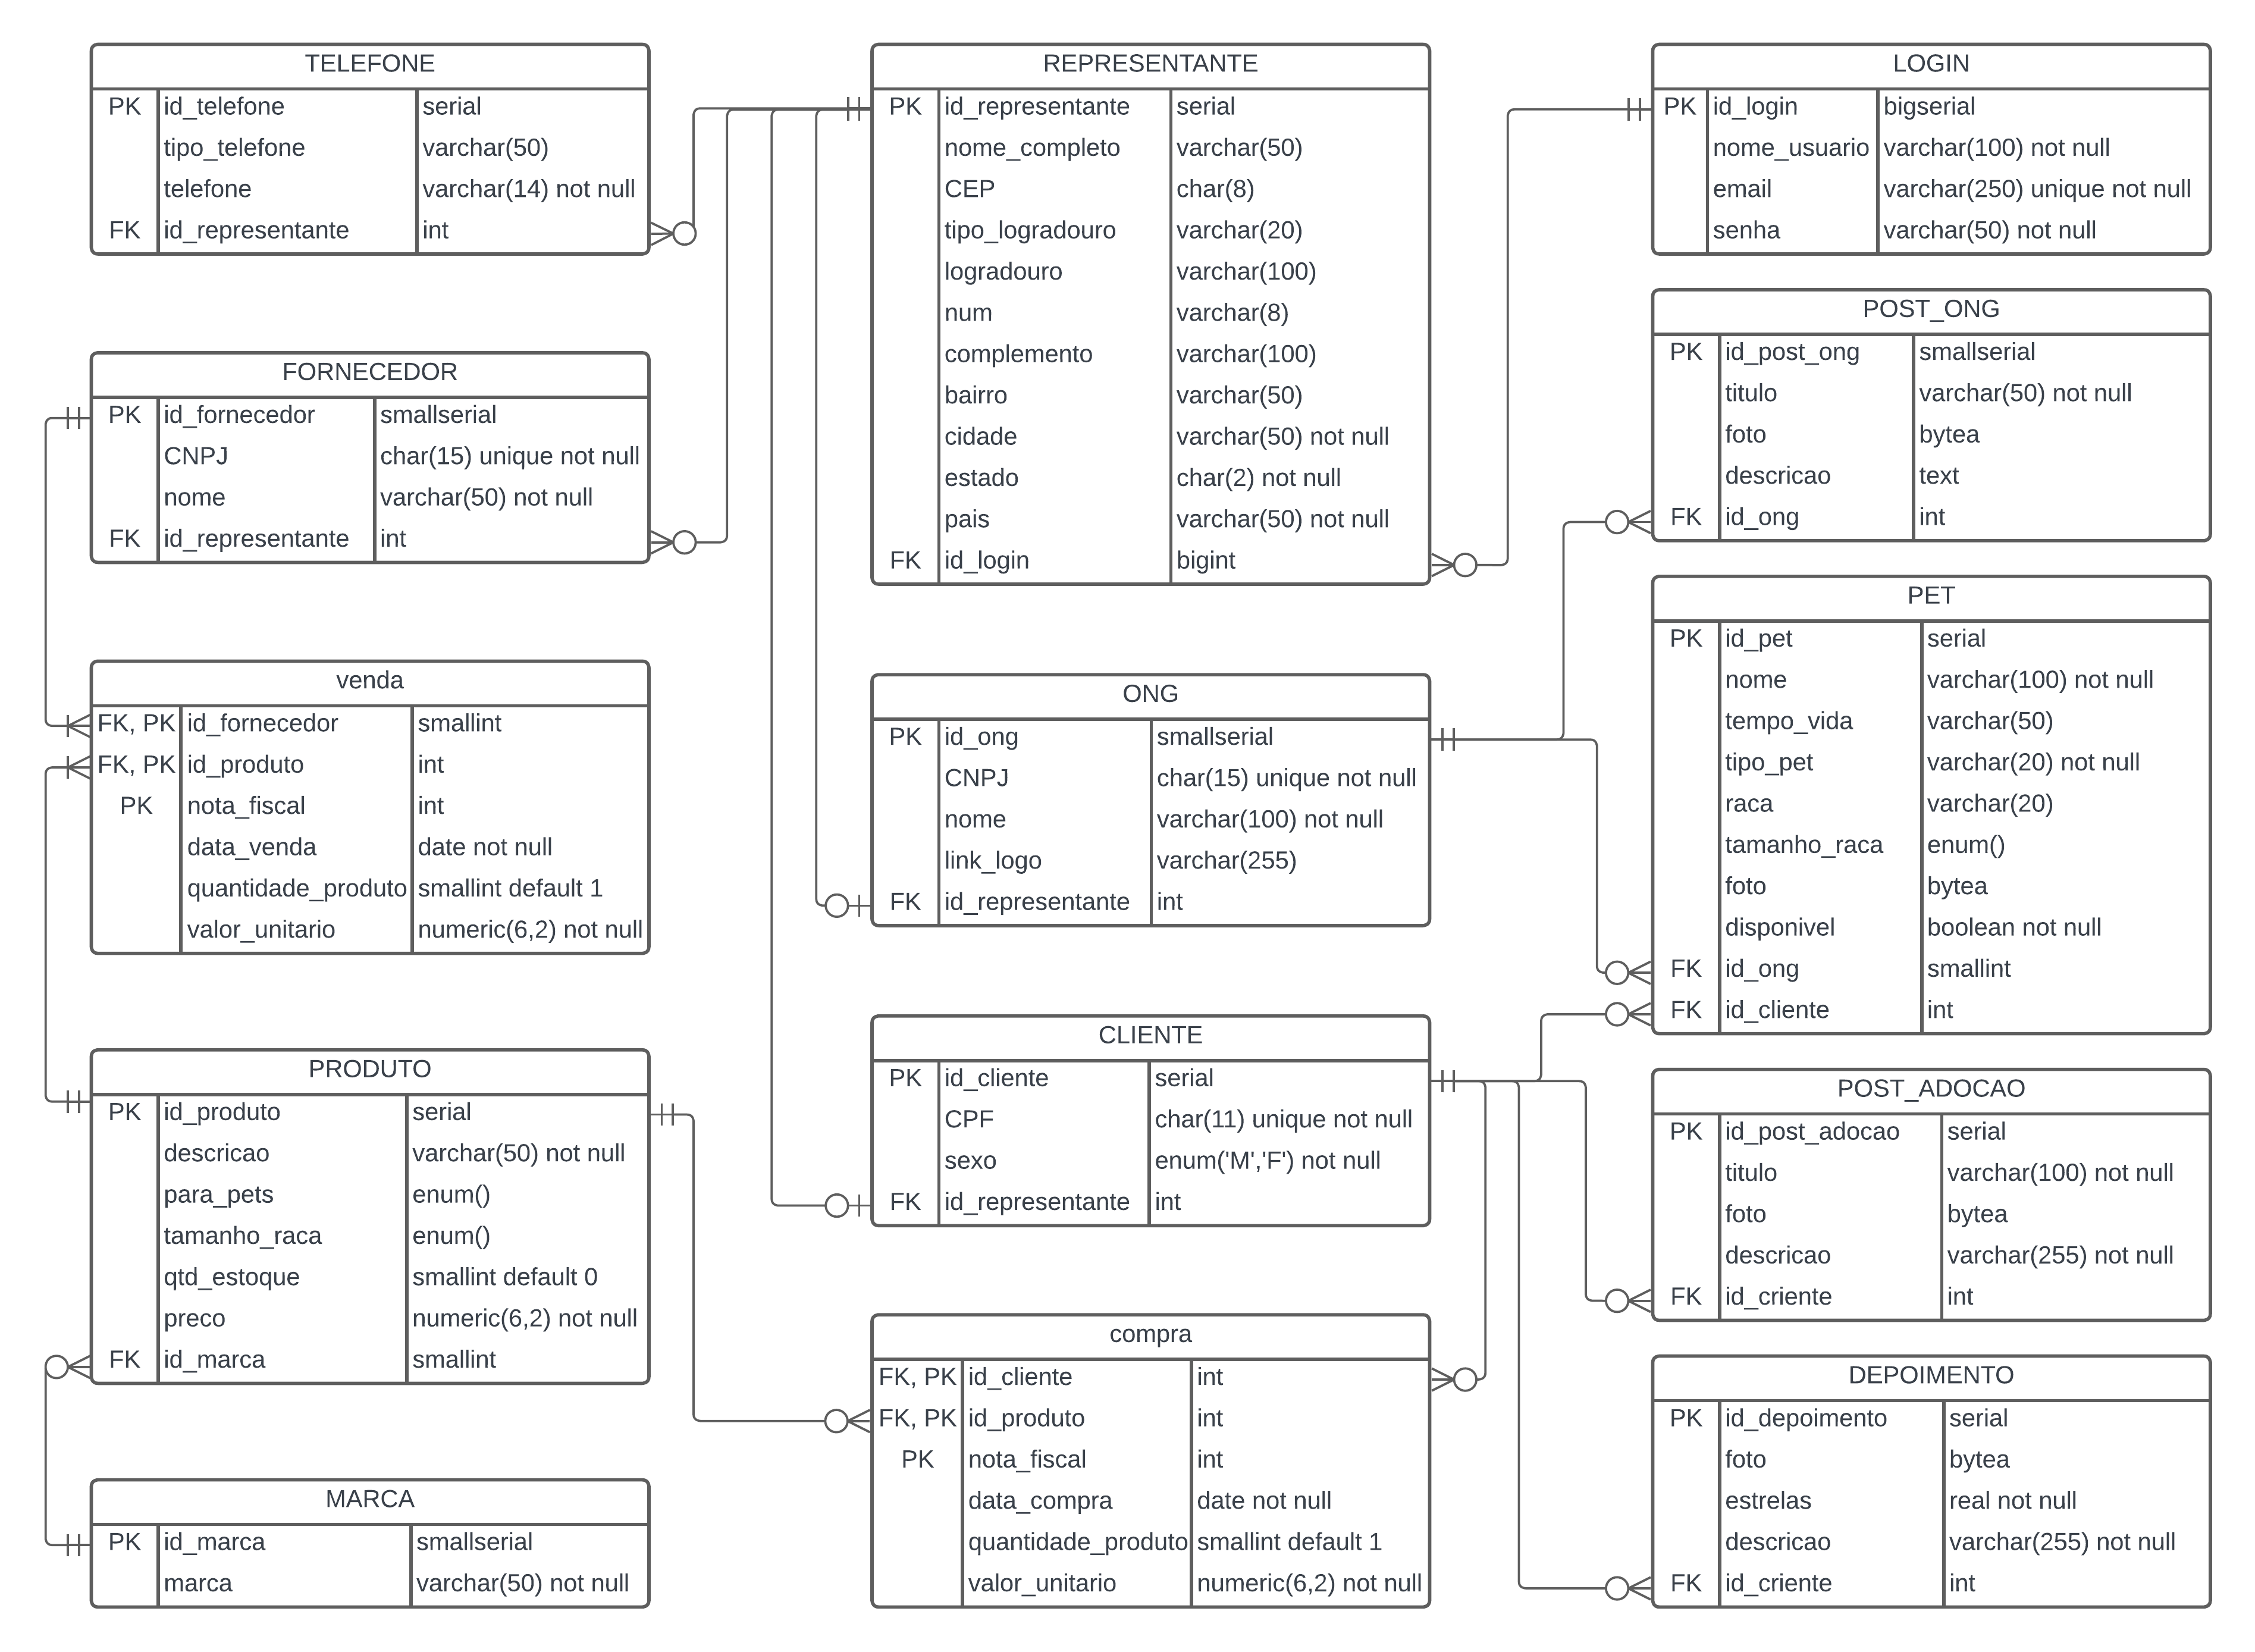 TELEFONE
PK id_telefone serial
tipo_telefone varchar(50)
telefone varchar(14) not null
FK id_representante int
FORNECEDOR
PK id_fornecedor smallserial
CNPJ char(15) unique not null
nome varchar(50) not null
FK id_representante int
venda
FK, PK id_fornecedor smallint
FK, PK id_produto int
PK nota_fiscal int
data_venda date not null
quantidade_produto smallint default 1
valor_unitario numeric(6,2) not null
PRODUTO
PK id_produto serial
descricao varchar(50) not null
para_pets enum()
tamanho_raca enum()
qtd_estoque smallint default 0
preco numeric(6,2) not null
FK id_marca smallint
MARCA
PK id_marca smallserial
marca varchar(50) not null
REPRESENTANTE
PK id_representante serial
nome_completo varchar(50)
CEP char(8)
tipo_logradouro varchar(20)
logradouro varchar(100)
num varchar(8)
complemento varchar(100)
bairro varchar(50)
cidade varchar(50) not null
estado char(2) not null
pais varchar(50) not null
FK id_login bigint
ONG
PK id_ong smallserial
CNPJ char(15) unique not null
nome varchar(100) not null
link_logo varchar(255)
FK id_representante int
CLIENTE
PK id_cliente serial
CPF char(11) unique not null
sexo enum('M','F') not null
FK id_representante int
compra
FK, PK id_cliente int
FK, PK id_produto int
PK nota_fiscal int
data_compra date not null
quantidade_produto smallint default 1
valor_unitario numeric(6,2) not null
LOGIN
PK id_login bigserial
nome_usuario varchar(100) not null
email varchar(250) unique not null
senha varchar(50) not null
POST_ONG
PK id_post_ong smallserial
titulo varchar(50) not null
foto bytea
descricao text
FK id_ong int
PET
PK id_pet serial
nome varchar(100) not null
tempo_vida varchar(50)
tipo_pet varchar(20) not null
raca varchar(20)
tamanho_raca enum()
foto bytea
disponivel boolean not null
FK id_ong smallint
FK id_cliente int
POST_ADOCAO
PK id_post_adocao serial
titulo varchar(100) not null
foto bytea
descricao varchar(255) not null
FK id_criente int
DEPOIMENTO
PK id_depoimento serial
foto bytea
estrelas real not null
descricao varchar(255) not null
FK id_criente int